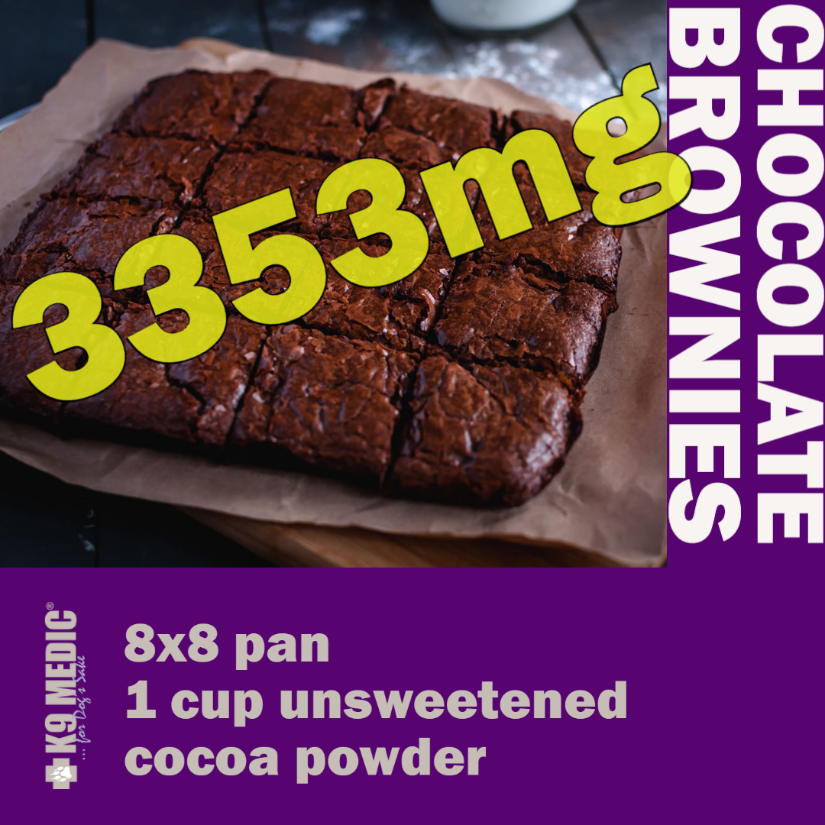 CHOCOLATE
BROWNIES
3353mg
8x8 pan
1 cup unsweetened
cocoa powder
K9 MEDIC®
... for Dog's Sake